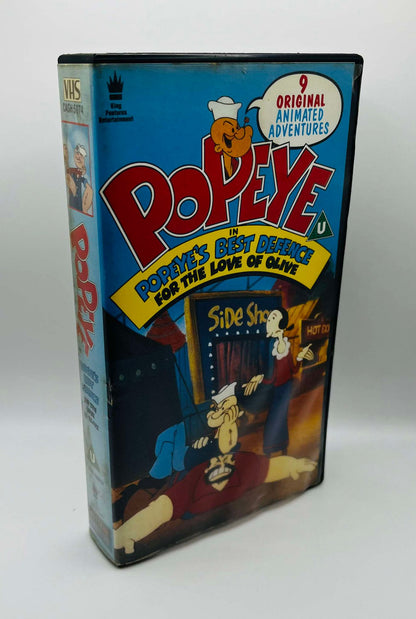 King
Features
Entertainment
9
ORIGINAL
ANIMATED
ADVENTURES
POPEYE
U
IN
POPEYE'S BEST DEFENCE
FOR THE LOVE OF OLIVE
SiDE Sho
HOT DO
VHS
POPEYE
U